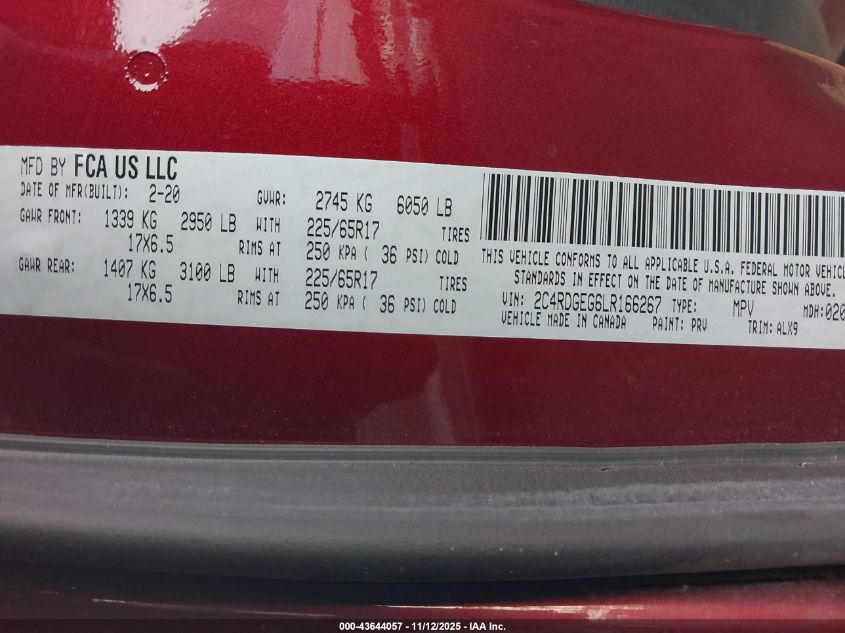 MFD BY FCA US LLC
DATE OF MFR(BUILT): 2-20 GVWR: 2745 KG 6050 LB
GAWR FRONT: 1339 KG 2950 LB WITH 225/65R17 TIRES
17X6.5 RIMS AT 250 KPA ( 36 PSI) COLD
GAWR REAR: 1407 KG 3100 LB WITH 225/65R17 TIRES
17X6.5 RIMS AT 250 KPA ( 36 PSI) COLD
THIS VEHICLE CONFORMS TO ALL APPLICABLE U.S.A. FEDERAL MOTOR VEHICL
STANDARDS IN EFFECT ON THE DATE OF MANUFACTURE SHOWN ABOVE.
VIN: 2C4RDGEG6LR166267 TYPE: MPV MDH:020
VEHICLE MADE IN CANADA PAINT: PRV TRIM: ALX9
000-43644057 - 11/12/2025 - IAA Inc.